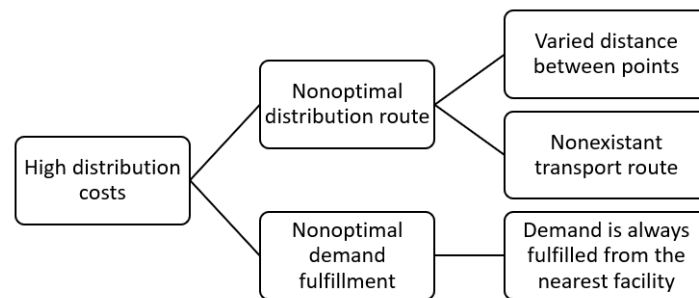 High distribution
costs
Nonoptimal
distribution route
Varied distance
between points
Nonexistant
transport route
Nonoptimal
demand
fulfillment
Demand is always
fulfilled from the
nearest facility